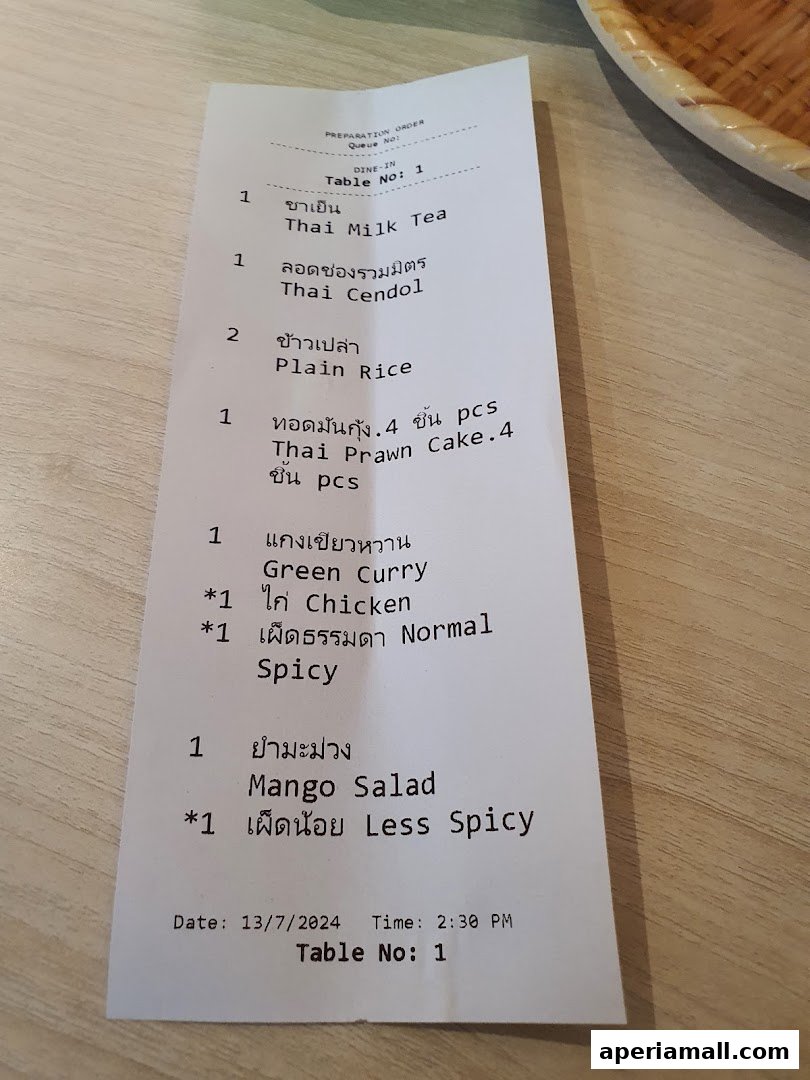 PREPARATION ORDER
Queue No:
DINE-IN
Table No: 1
1 ชาเย็น
Thai Milk Tea
1 ลอดช่องรวมมิตร
Thai Cendol
2 ข้าวเปล่า
Plain Rice
1 ทอดมันกุ้ง.4 ชิ้น pcs
Thai Prawn Cake.4
ชิ้น pcs
1 แกงเขียวหวาน
Green Curry
*1 ไก่ Chicken
*1 เผ็ดธรรมดา Normal
Spicy
1 ยำมะม่วง
Mango Salad
*1 เผ็ดน้อย Less Spicy
Date: 13/7/2024 Time: 2:30 PM
Table No: 1
aperiamall.com